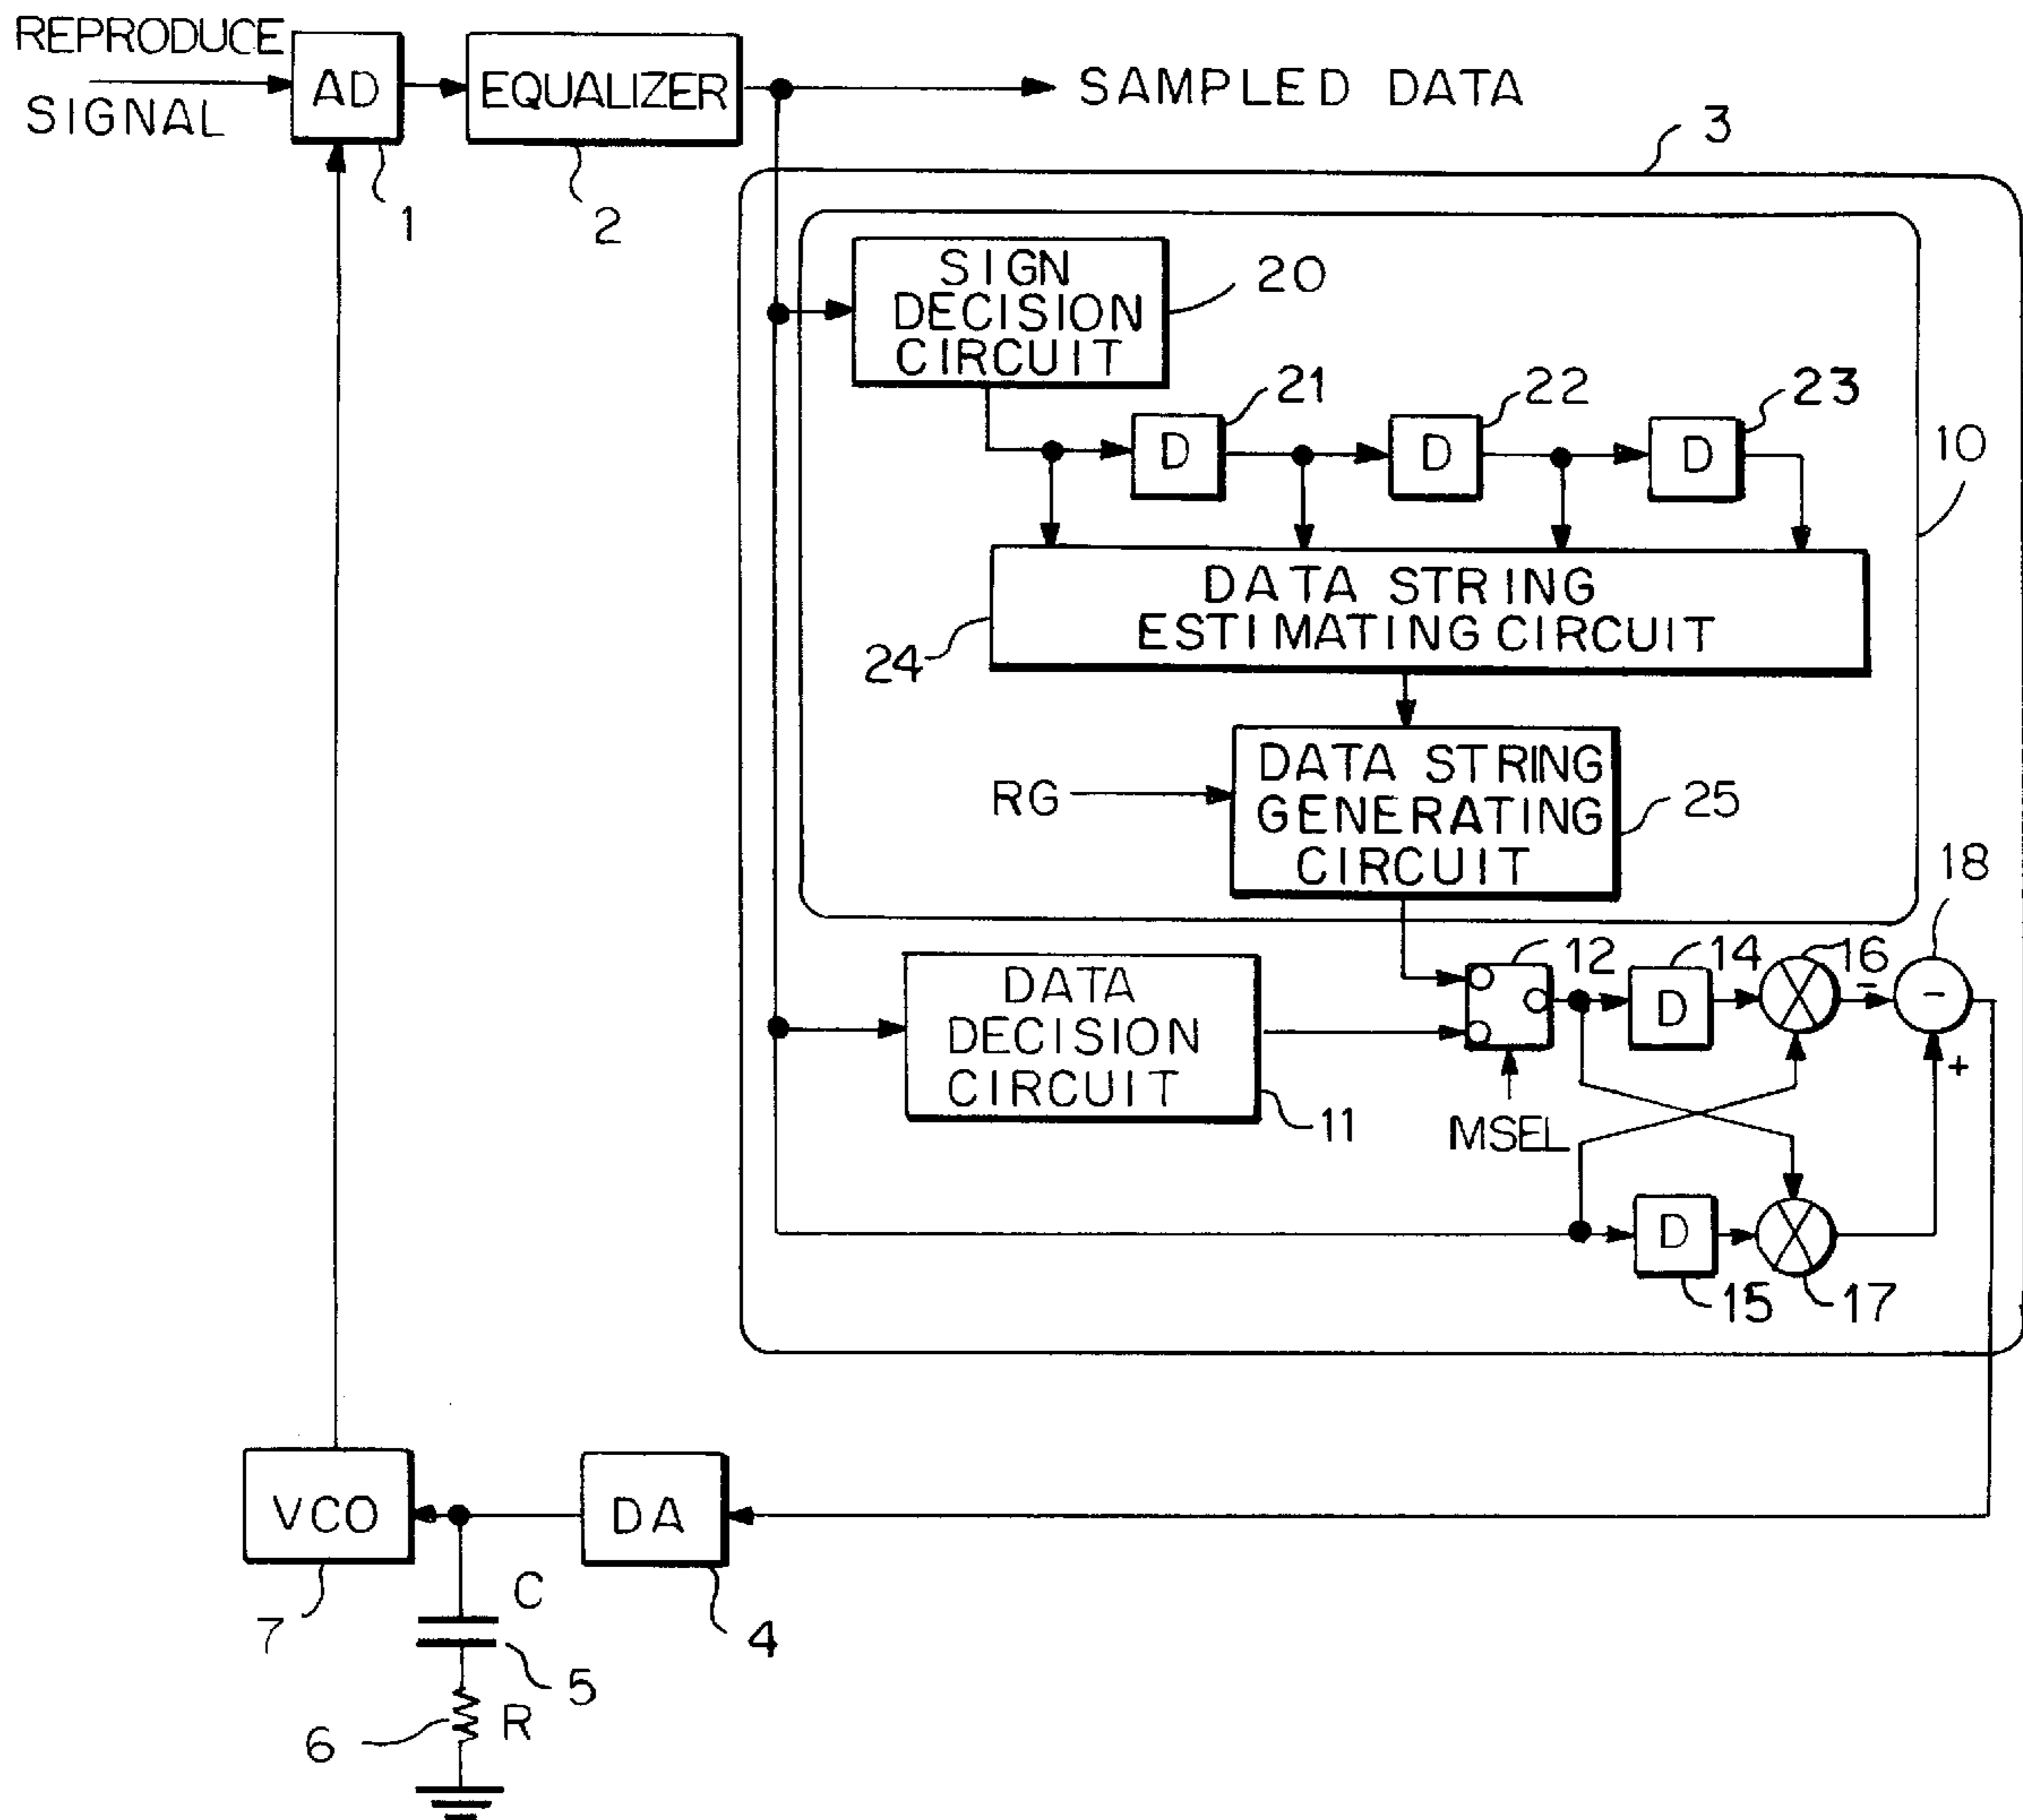 REPRODUCE
SIGNAL
AD
EQUALIZER
SAMPLED DATA
1
2
3
SIGN
DECISION
CIRCUIT
20
D
21
D
22
D
23
10
DATA STRING
ESTIMATING CIRCUIT
24
RG
DATA STRING
GENERATING
CIRCUIT
25
18
DATA
DECISION
CIRCUIT
11
12
MSEL
D
14
16
-
-
+
D
15
17
VCO
7
DA
4
C
5
R
6